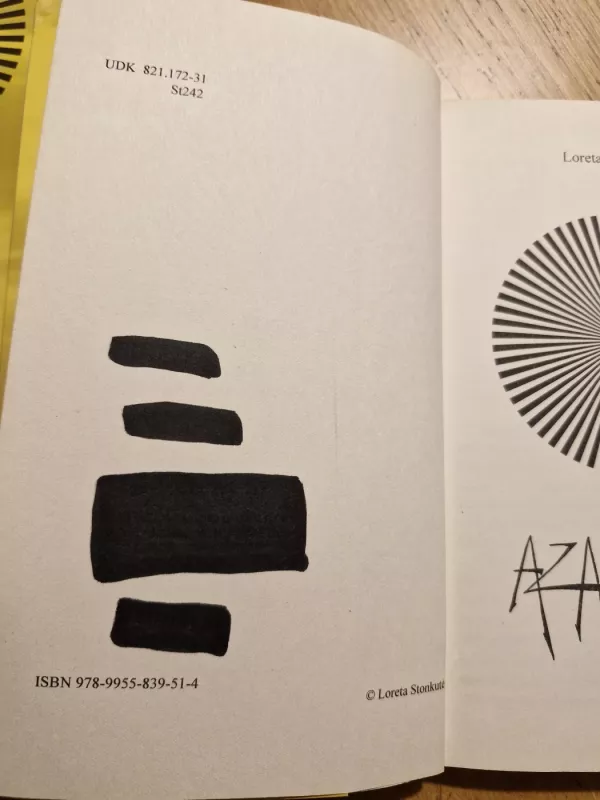 UDK 821.172-31
St242
ISBN 978-9955-839-51-4
© Loreta Stonkutė
Loreta
AZA